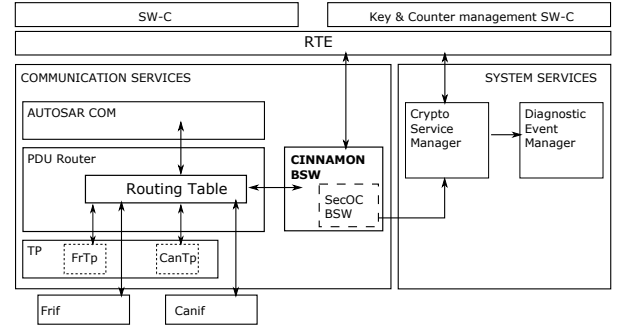 SW-C
Key & Counter management SW-C
RTE
COMMUNICATION SERVICES
SYSTEM SERVICES
AUTOSAR COM
Crypto
Service
Manager
Diagnostic
Event
Manager
PDU Router
Routing Table
CINNAMON
BSW
SecOC
BSW
TP
FrTp
CanTp
Frif
Canif